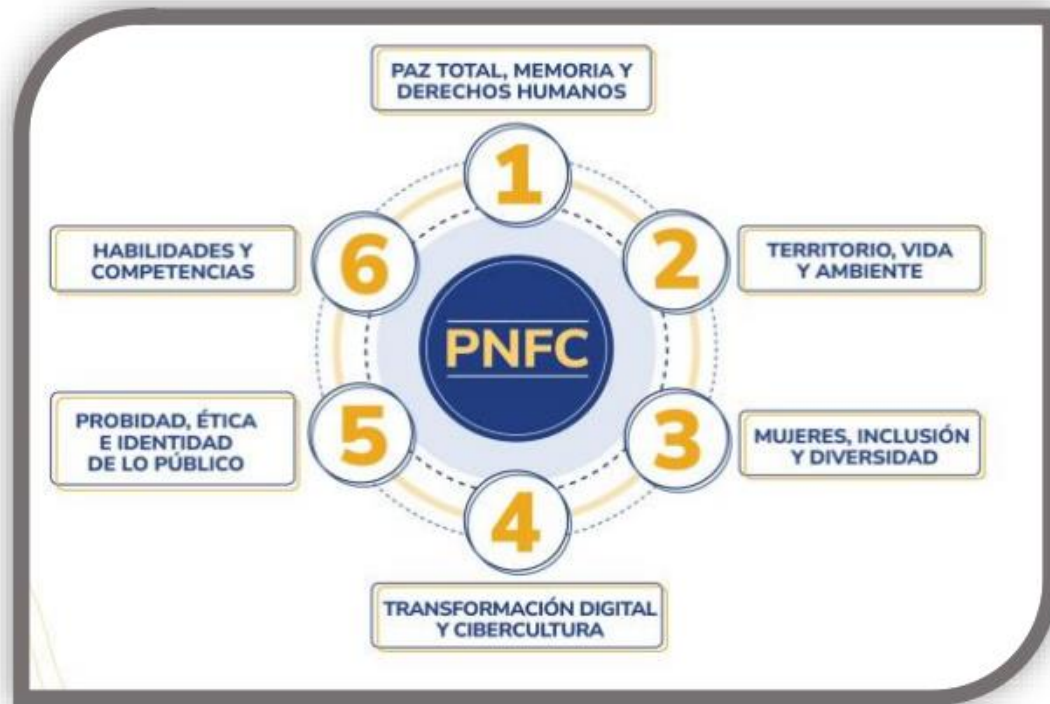 PAZ TOTAL, MEMORIA Y
DERECHOS HUMANOS
1
2
TERRITORIO, VIDA
Y AMBIENTE
3
MUJERES, INCLUSIÓN
Y DIVERSIDAD
4
TRANSFORMACIÓN DIGITAL
Y CIBERCULTURA
5
PROBIDAD, ÉTICA
E IDENTIDAD
DE LO PÚBLICO
6
HABILIDADES Y
COMPETENCIAS
PNFC